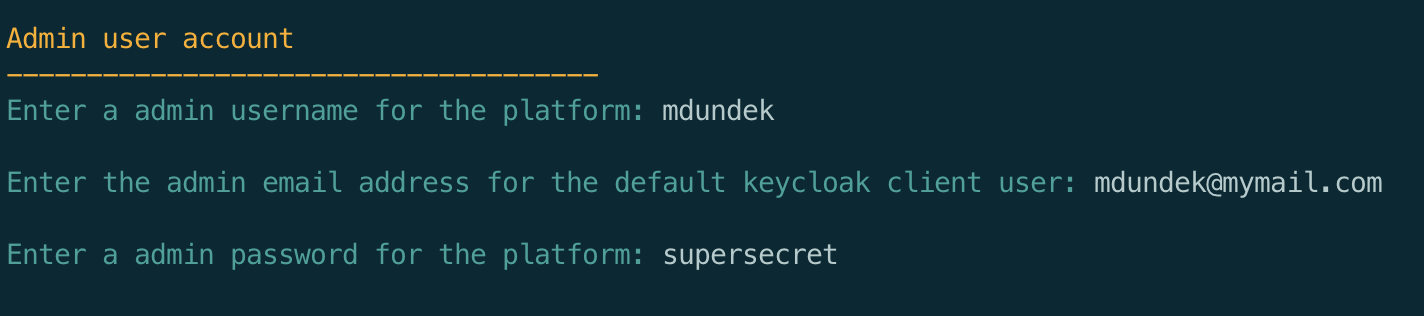 Admin user account
-------------------------------------
Enter a admin username for the platform: mdundek
Enter the admin email address for the default keycloak client user: mdundek@mymail.com
Enter a admin password for the platform: supersecret